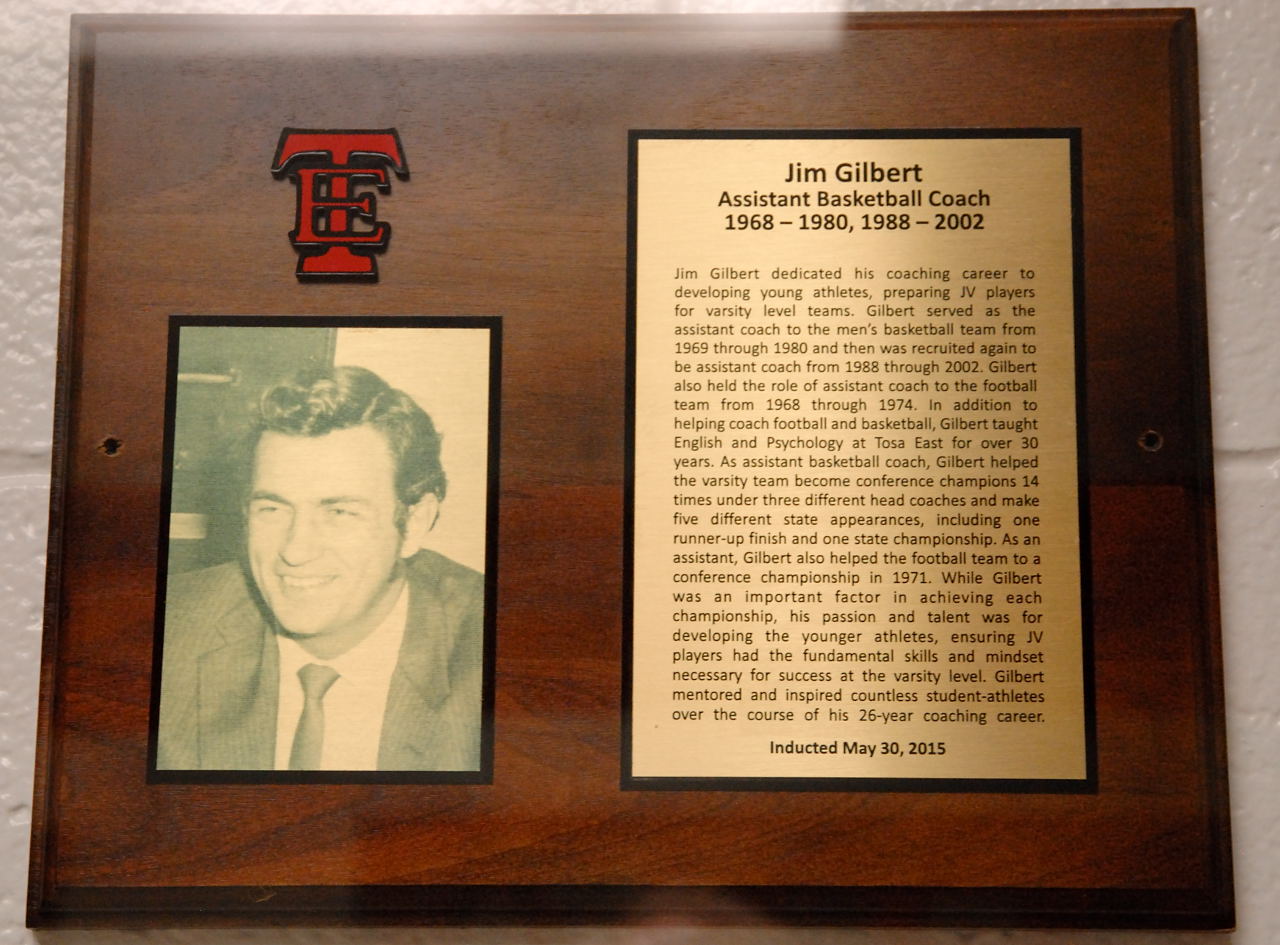 TE
Jim Gilbert
Assistant Basketball Coach
1968 – 1980, 1988 – 2002
Jim Gilbert dedicated his coaching career to
developing young athletes, preparing JV players
for varsity level teams. Gilbert served as the
assistant coach to the men's basketball team from
1969 through 1980 and then was recruited again to
be assistant coach from 1988 through 2002. Gilbert
also held the role of assistant coach to the football
team from 1968 through 1974. In addition to
helping coach football and basketball, Gilbert taught
English and Psychology at Tosa East for over 30
years. As assistant basketball coach, Gilbert helped
the varsity team become conference champions 14
times under three different head coaches and make
five different state appearances, including one
runner-up finish and one state championship. As an
assistant, Gilbert also helped the football team to a
conference championship in 1971. While Gilbert
was an important factor in achieving each
championship, his passion and talent was for
developing the younger athletes, ensuring JV
players had the fundamental skills and mindset
necessary for success at the varsity level. Gilbert
mentored and inspired countless student-athletes
over the course of his 26-year coaching career.
Inducted May 30, 2015